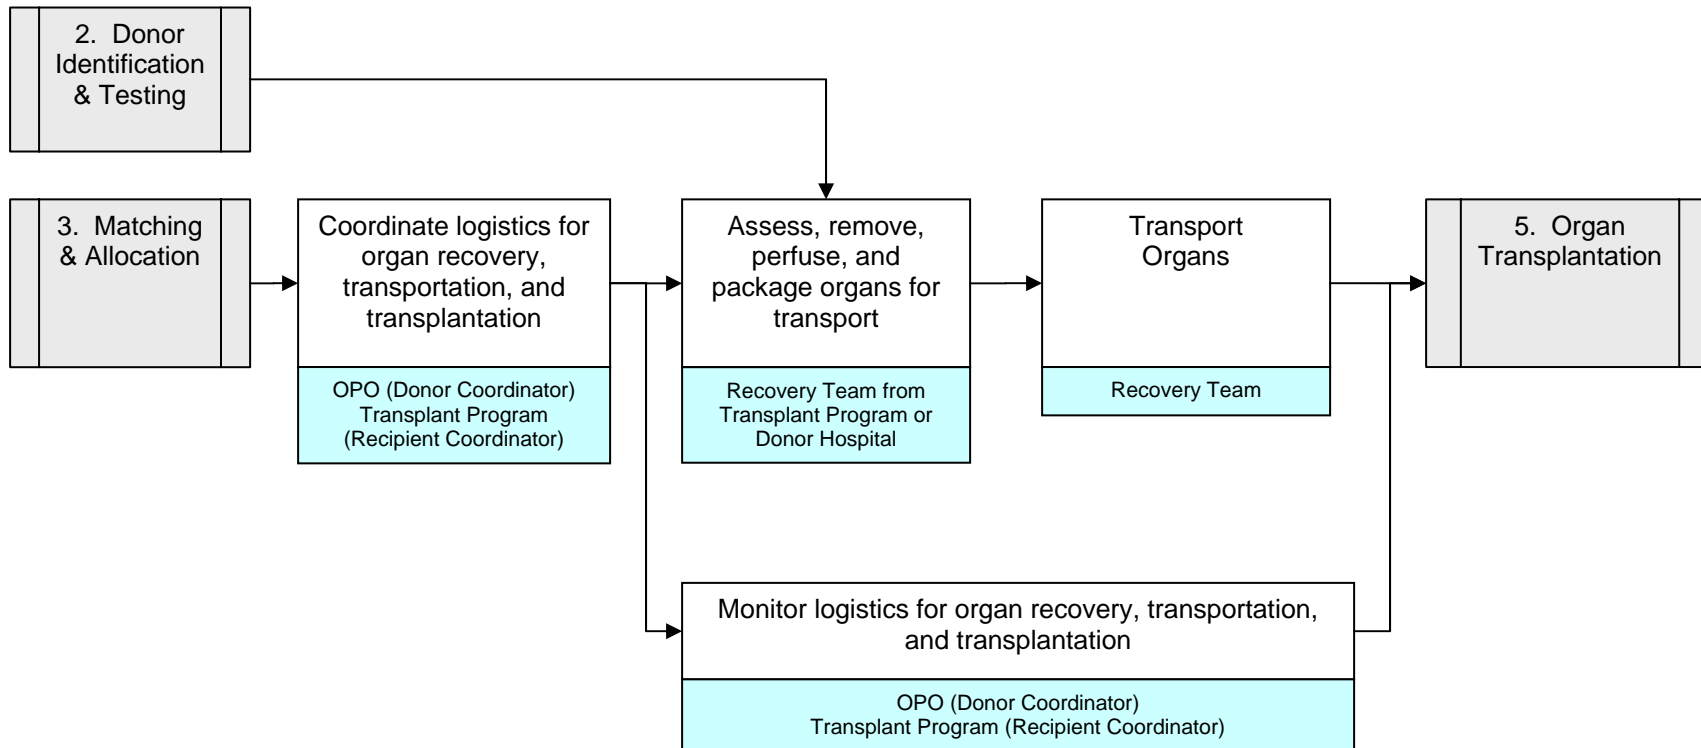 2. Donor
Identification
& Testing
3. Matching
& Allocation
Coordinate logistics for
organ recovery,
transportation, and
transplantation
OPO (Donor Coordinator)
Transplant Program
(Recipient Coordinator)
Assess, remove,
perfuse, and
package organs for
transport
Recovery Team from
Transplant Program or
Donor Hospital
Transport
Organs
Recovery Team
5. Organ
Transplantation
Monitor logistics for organ recovery, transportation,
and transplantation
OPO (Donor Coordinator)
Transplant Program (Recipient Coordinator)